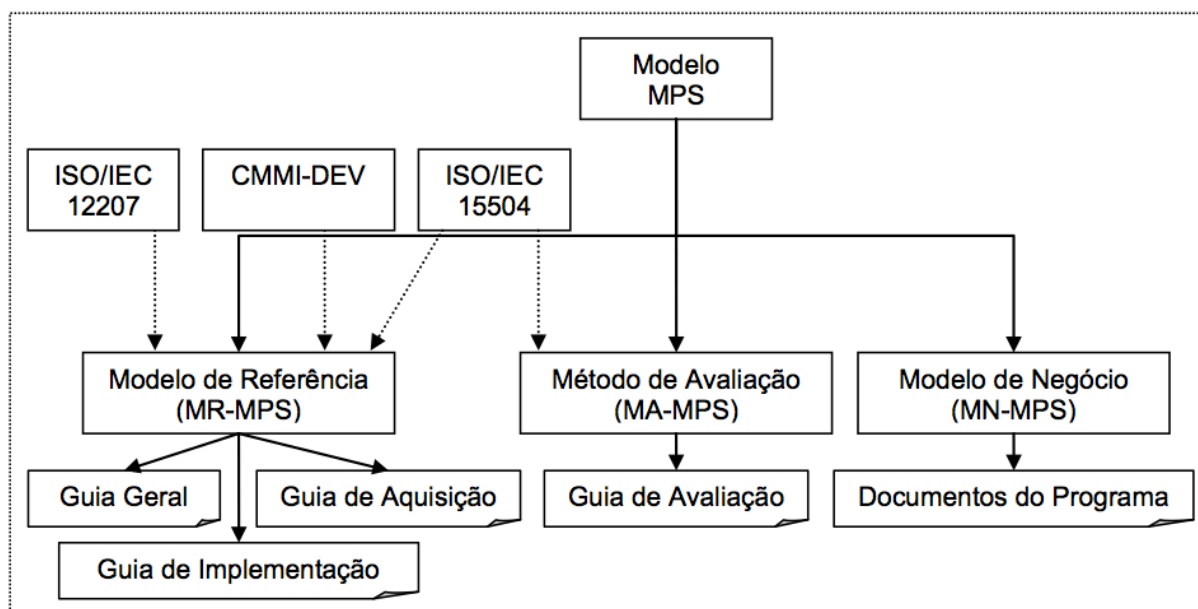 Modelo
MPS
ISO/IEC
12207
CMMI-DEV
ISO/IEC
15504
Modelo de Referência
(MR-MPS)
Método de Avaliação
(MA-MPS)
Modelo de Negócio
(MN-MPS)
Guia Geral
Guia de Aquisição
Guia de Avaliação
Documentos do Programa
Guia de Implementação